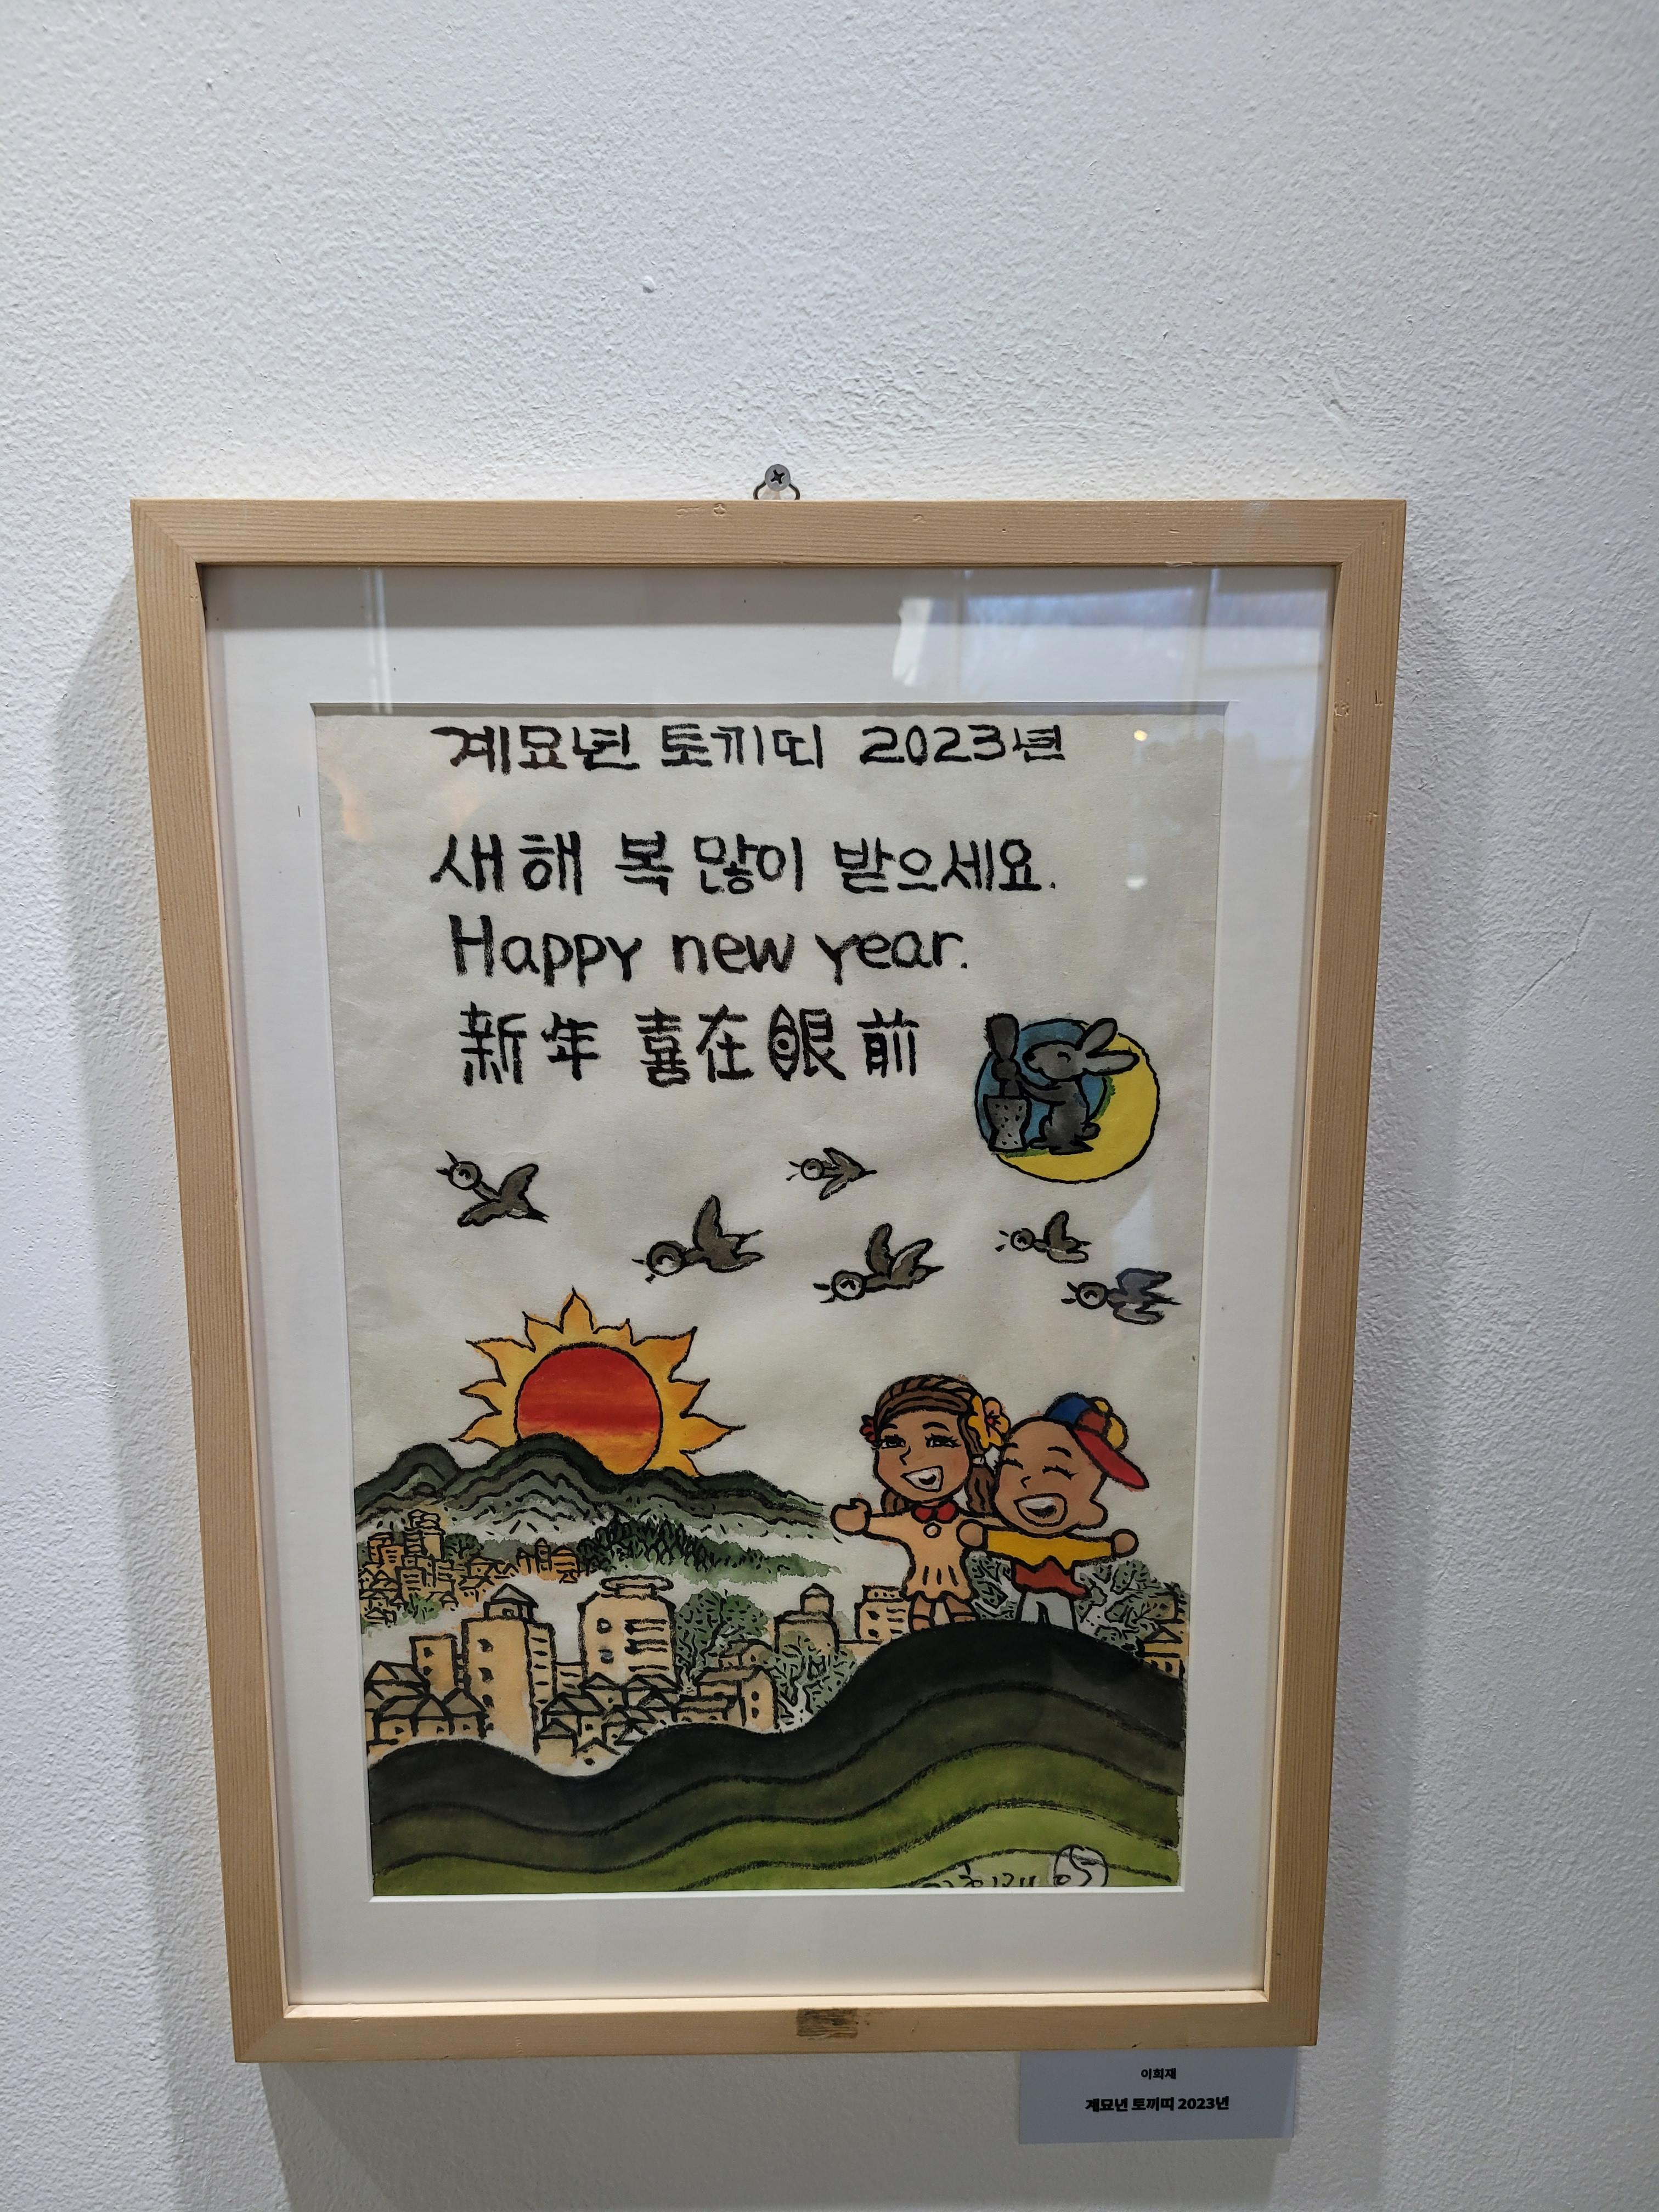 계묘년 토끼띠 2023년
새해 복 많이 받으세요.
Happy new year.
新年 喜在眼前
이희재
계묘년 토끼띠 2023년